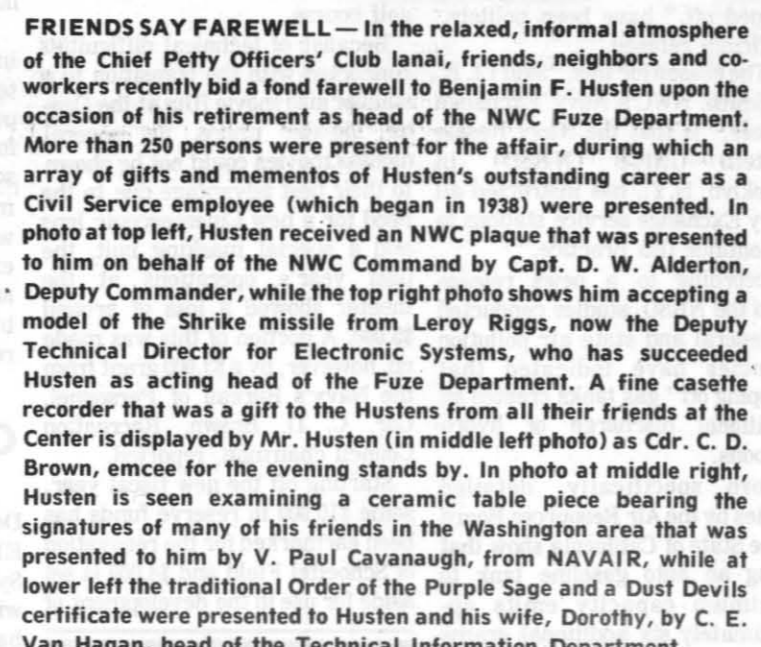 FRIENDS SAY FAREWELL — In the relaxed, informal atmosphere
of the Chief Petty Officers' Club lanai, friends, neighbors and co-
workers recently bid a fond farewell to Benjamin F. Husten upon the
occasion of his retirement as head of the NWC Fuze Department.
More than 250 persons were present for the affair, during which an
array of gifts and mementos of Husten's outstanding career as a
Civil Service employee (which began in 1938) were presented. In
photo at top left, Husten received an NWC plaque that was presented
to him on behalf of the NWC Command by Capt. D. W. Alderton,
Deputy Commander, while the top right photo shows him accepting a
model of the Shrike missile from Leroy Riggs, now the Deputy
Technical Director for Electronic Systems, who has succeeded
Husten as acting head of the Fuze Department. A fine casette
recorder that was a gift to the Hustens from all their friends at the
Center is displayed by Mr. Husten (in middle left photo) as Cdr. C. D.
Brown, emcee for the evening stands by. In photo at middle right,
Husten is seen examining a ceramic table piece bearing the
signatures of many of his friends in the Washington area that was
presented to him by V. Paul Cavanaugh, from NAVAIR, while at
lower left the traditional Order of the Purple Sage and a Dust Devils
certificate were presented to Husten and his wife, Dorothy, by C. E.
Van Hagan, head of the Technical Information Department.